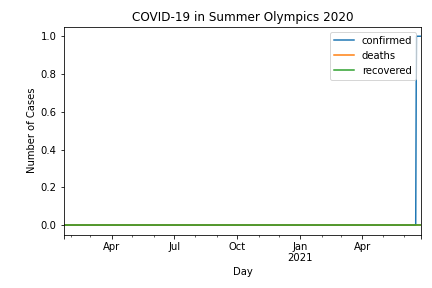 COVID-19 in Summer Olympics 2020
confirmed
deaths
recovered
1.0
0.8
0.6
0.4
0.2
0.0
Number of Cases
Apr
Jul
Oct
Jan
2021
Apr
Day